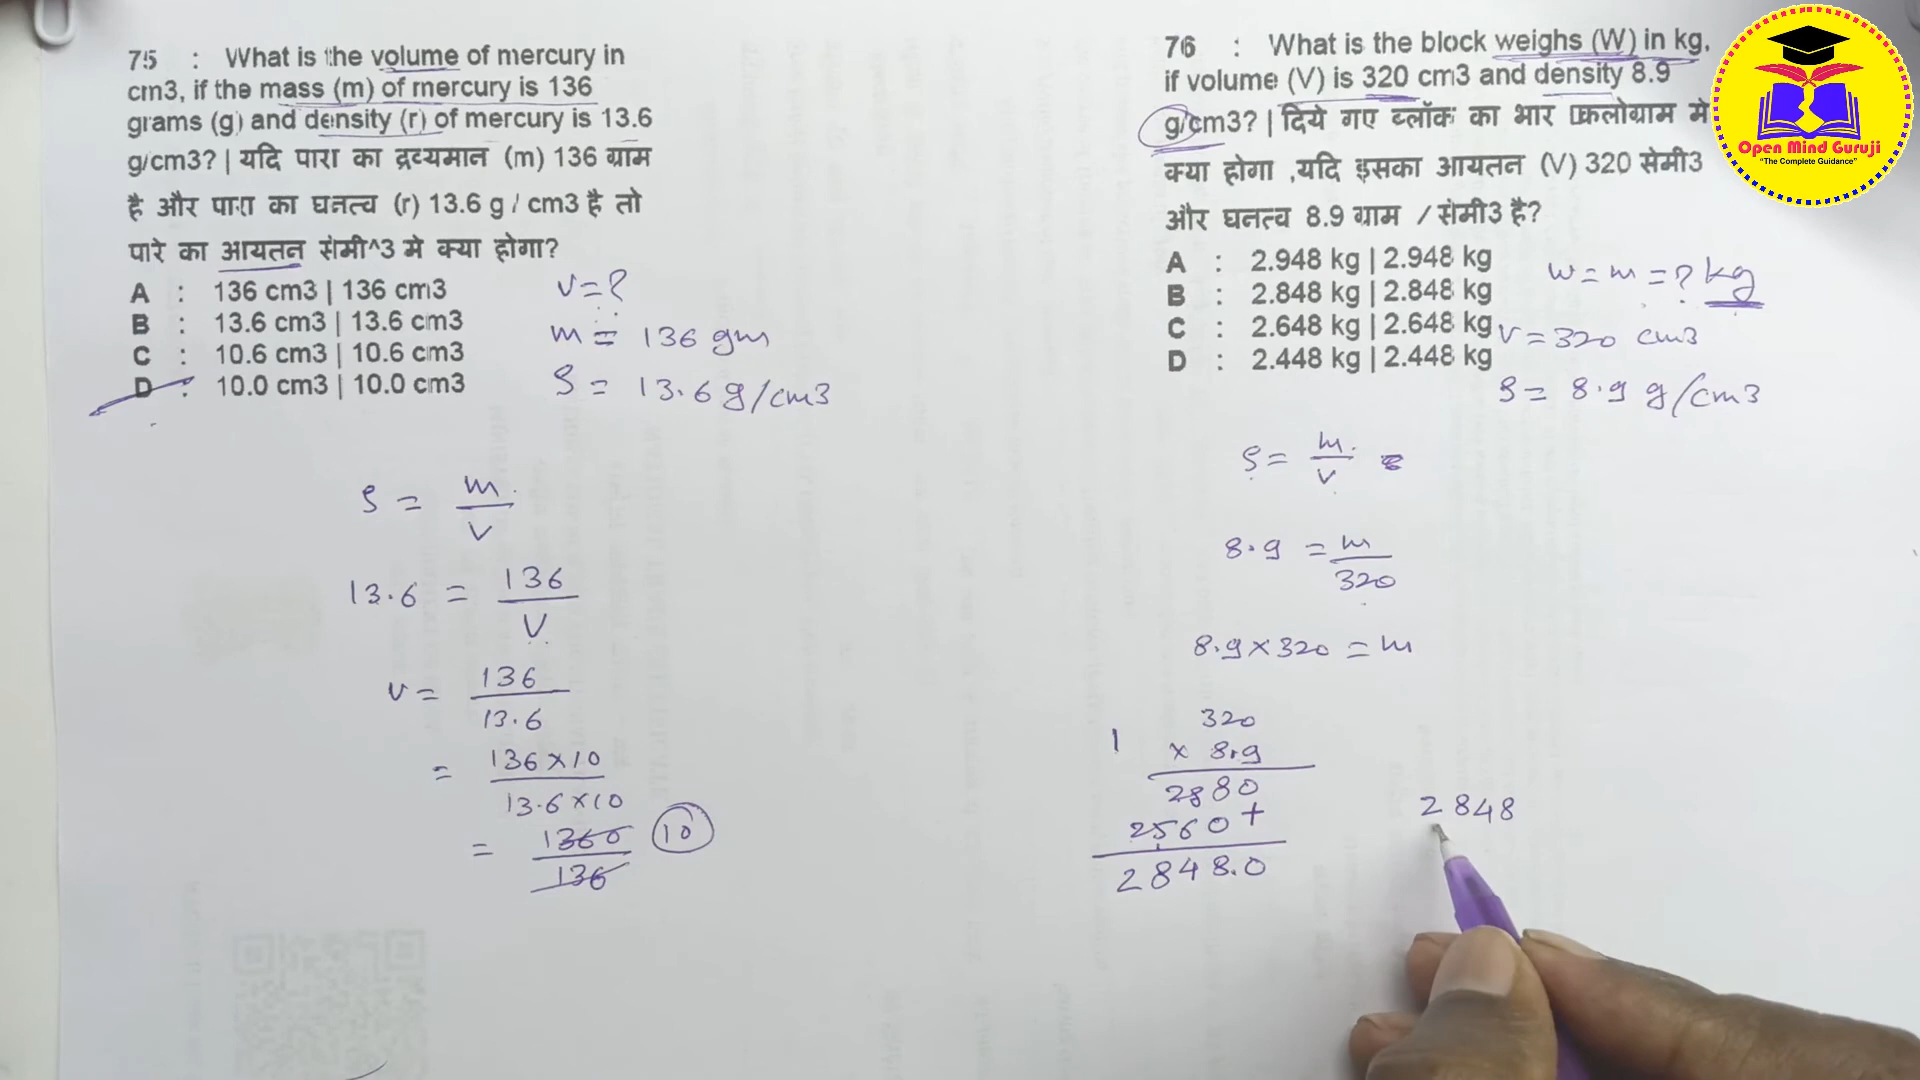 75 : What is the volume of mercury in
cm3, if the mass (m) of mercury is 136
grams (g) and density (r) of mercury is 13.6
g/cm3? | यदि पारा का द्रव्यमान (m) 136 ग्राम
है और पारा का घनत्व (r) 13.6 g / cm3 है तो
पारे का आयतन सेमी^3 मे क्या होगा?
A : 136 cm3 | 136 cm3
B : 13.6 cm3 | 13.6 cm3
C : 10.6 cm3 | 10.6 cm3
D : 10.0 cm3 | 10.0 cm3
v = ?
m = 136 gm
S = 13.6 g/cm3
S = m/v
13.6 = 136/V
v = 136/13.6
= 136×10/13.6×10
= 1360/136 10
76 : What is the block weighs (W) in kg,
if volume (V) is 320 cm3 and density 8.9
g/cm3? | दिये गए ब्लॉक का भार किलोग्राम मे
क्या होगा ,यदि इसका आयतन (V) 320 सेमी3
और घनत्व 8.9 ग्राम / सेमी3 है?
A : 2.948 kg | 2.948 kg
B : 2.848 kg | 2.848 kg
C : 2.648 kg | 2.648 kg
D : 2.448 kg | 2.448 kg
w = m = ? kg
v = 320 cm3
S = 8.9 g/cm3
S = m/v
8.9 = m/320
8.9×320 = m
320
1 × 8.9
2880
2560+
2848.0
2848
Open Mind Guruji
"The Complete Guidance"